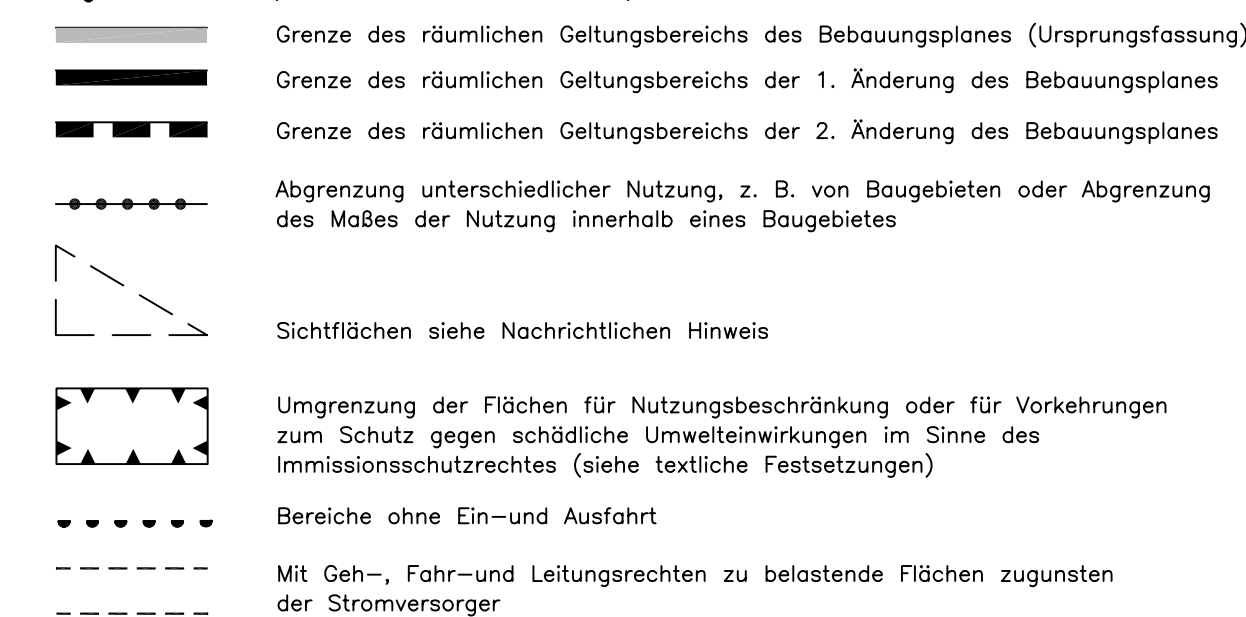 Grenze des räumlichen Geltungsbereichs des Bebauungsplanes (Ursprungsfassung)
Grenze des räumlichen Geltungsbereichs der 1. Änderung des Bebauungsplanes
Grenze des räumlichen Geltungsbereichs der 2. Änderung des Bebauungsplanes
Abgrenzung unterschiedlicher Nutzung, z. B. von Baugebieten oder Abgrenzung
des Maßes der Nutzung innerhalb eines Baugebietes
Sichtflächen siehe Nachrichtlichen Hinweis
Umgrenzung der Flächen für Nutzungsbeschränkung oder für Vorkehrungen
zum Schutz gegen schädliche Umwelteinwirkungen im Sinne des
Immissionsschutzrechtes (siehe textliche Festsetzungen)
Bereiche ohne Ein-und Ausfahrt
Mit Geh-, Fahr-und Leitungsrechten zu belastende Flächen zugunsten
der Stromversorger